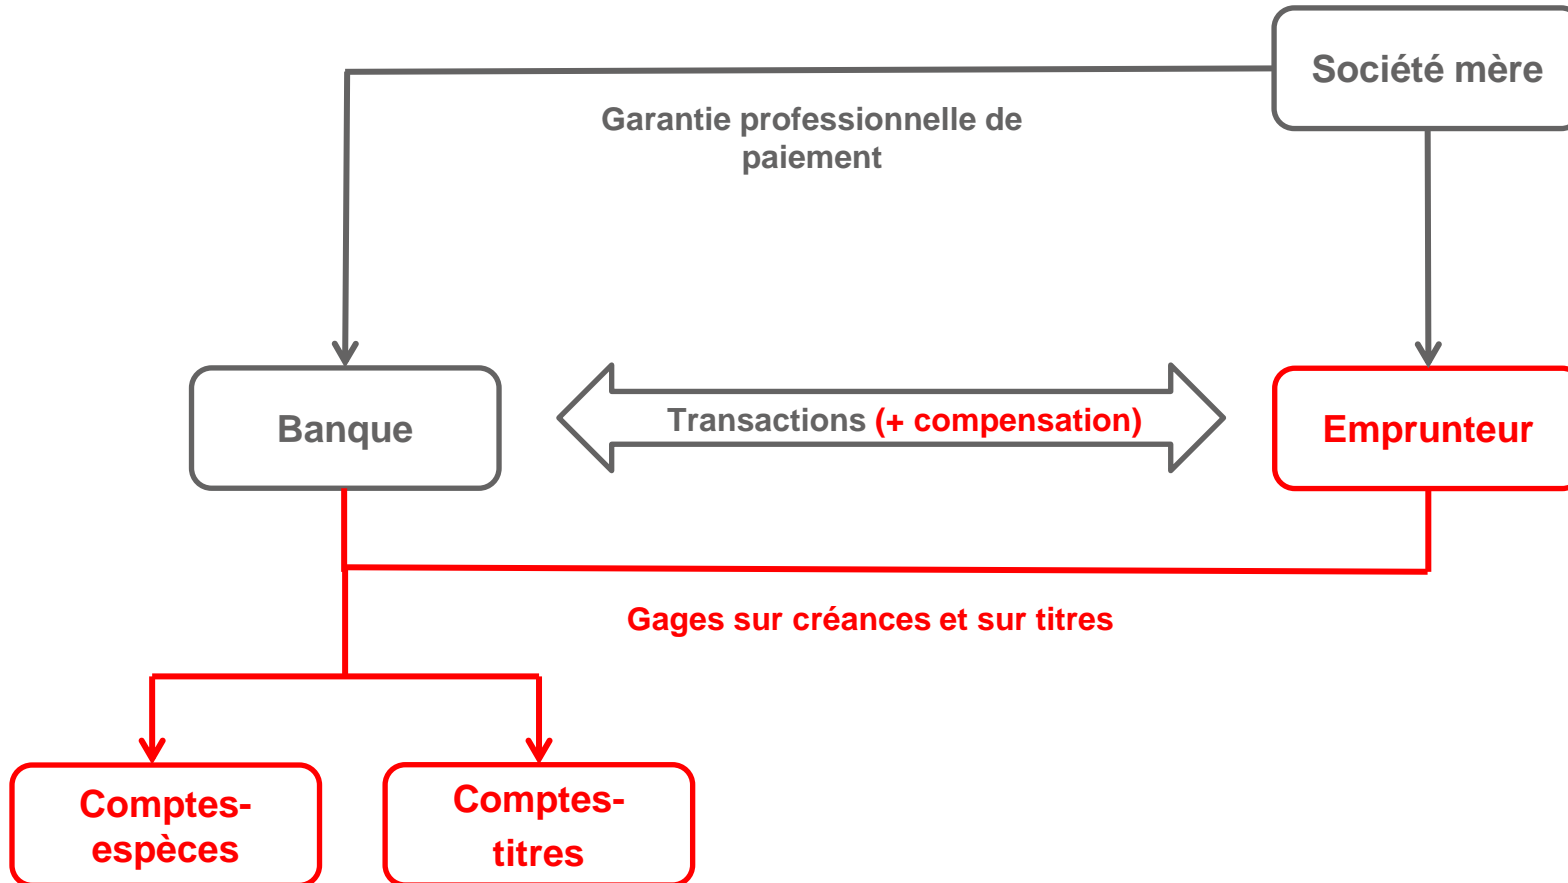 Société mère
Garantie professionnelle de
paiement
Banque
Transactions (+ compensation)
Emprunteur
Gages sur créances et sur titres
Comptes-
espèces
Comptes-
titres